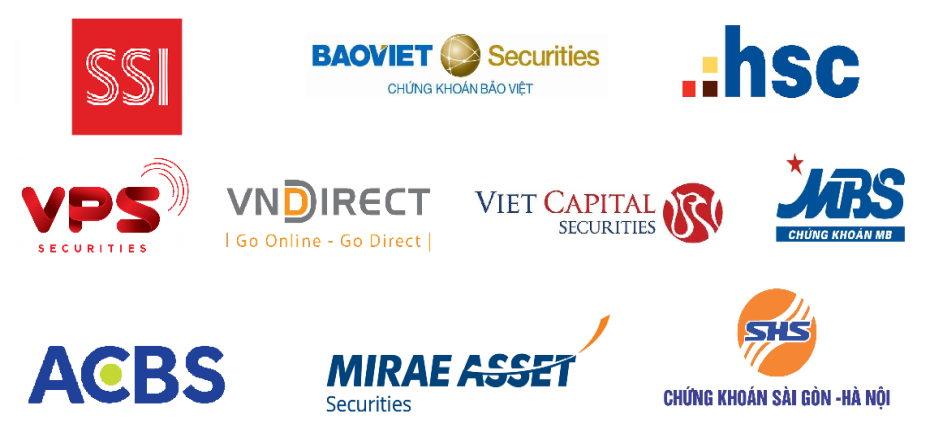 SSI
BAOVIET Securities
CHỨNG KHOÁN BẢO VIỆT
hsc
VPS
SECURITIES
VNDIRECT
Go Online - Go Direct
VIET CAPITAL
SECURITIES
MBS
CHỨNG KHOÁN MB
ACBS
MIRAE ASSET
Securities
SHS
CHỨNG KHOÁN SÀI GÒN -HÀ NỘI